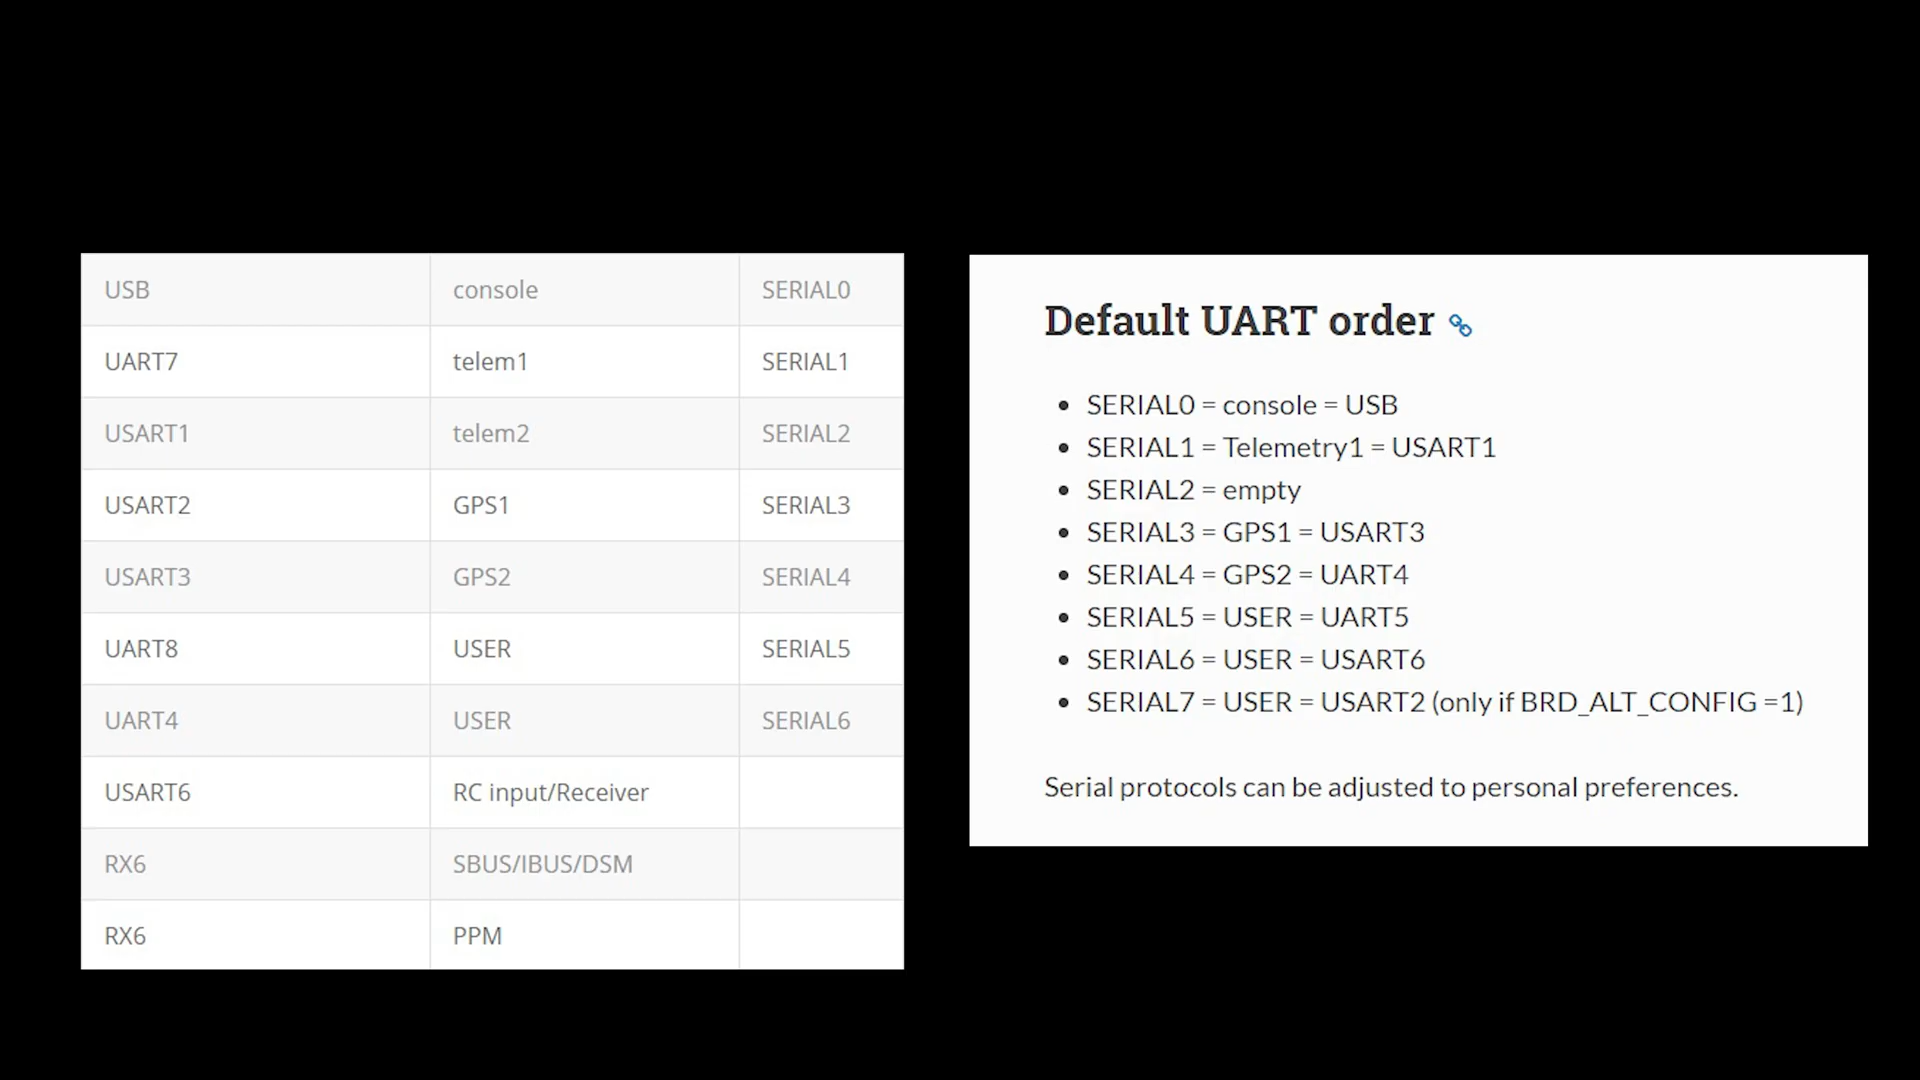 USB console SERIAL0
UART7 telem1 SERIAL1
USART1 telem2 SERIAL2
USART2 GPS1 SERIAL3
USART3 GPS2 SERIAL4
UART8 USER SERIAL5
UART4 USER SERIAL6
USART6 RC input/Receiver
RX6 SBUS/IBUS/DSM
RX6 PPM
Default UART order
• SERIAL0 = console = USB
• SERIAL1 = Telemetry1 = USART1
• SERIAL2 = empty
• SERIAL3 = GPS1 = USART3
• SERIAL4 = GPS2 = UART4
• SERIAL5 = USER = UART5
• SERIAL6 = USER = USART6
• SERIAL7 = USER = USART2 (only if BRD_ALT_CONFIG =1)
Serial protocols can be adjusted to personal preferences.